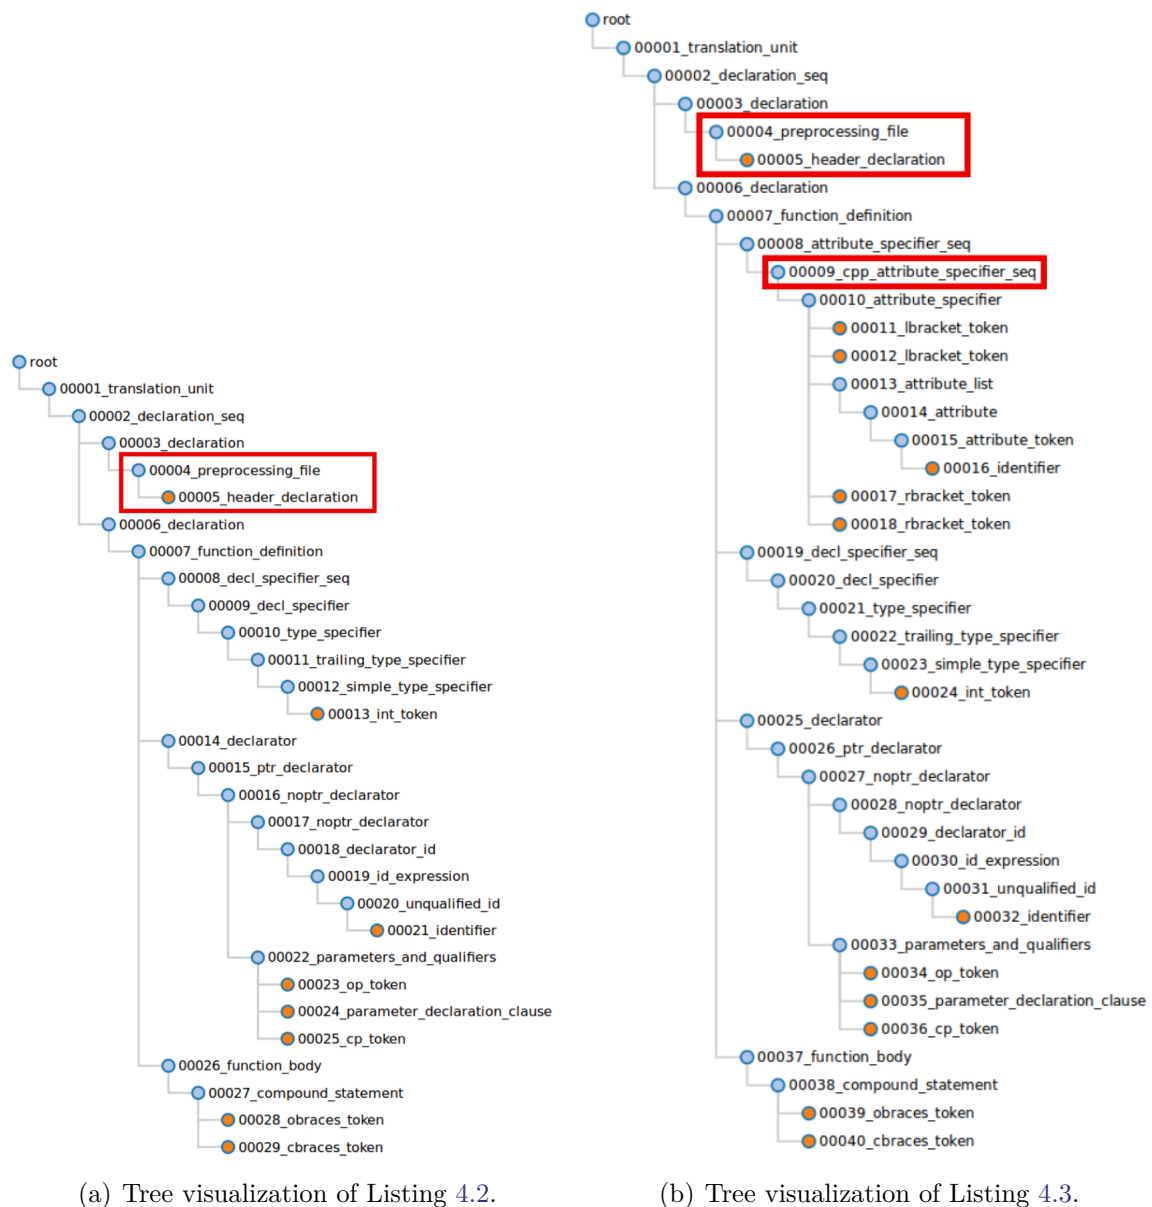 root
00001_translation_unit
00002_declaration_seq
00003_declaration
00004_preprocessing_file
00005_header_declaration
00006_declaration
00007_function_definition
00008_decl_specifier_seq
00009_decl_specifier
00010_type_specifier
00011_trailing_type_specifier
00012_simple_type_specifier
00013_int_token
00014_declarator
00015_ptr_declarator
00016_noptr_declarator
00017_noptr_declarator
00018_declarator_id
00019_id_expression
00020_unqualified_id
00021_identifier
00022_parameters_and_qualifiers
00023_op_token
00024_parameter_declaration_clause
00025_cp_token
00026_function_body
00027_compound_statement
00028_obraces_token
00029_cbraces_token
(a) Tree visualization of Listing 4.2.
root
00001_translation_unit
00002_declaration_seq
00003_declaration
00004_preprocessing_file
00005_header_declaration
00006_declaration
00007_function_definition
00008_attribute_specifier_seq
00009_cpp_attribute_specifier_seq
00010_attribute_specifier
00011_lbracket_token
00012_lbracket_token
00013_attribute_list
00014_attribute
00015_attribute_token
00016_identifier
00017_rbracket_token
00018_rbracket_token
00019_decl_specifier_seq
00020_decl_specifier
00021_type_specifier
00022_trailing_type_specifier
00023_simple_type_specifier
00024_int_token
00025_declarator
00026_ptr_declarator
00027_noptr_declarator
00028_noptr_declarator
00029_declarator_id
00030_id_expression
00031_unqualified_id
00032_identifier
00033_parameters_and_qualifiers
00034_op_token
00035_parameter_declaration_clause
00036_cp_token
00037_function_body
00038_compound_statement
00039_obraces_token
00040_cbraces_token
(b) Tree visualization of Listing 4.3.